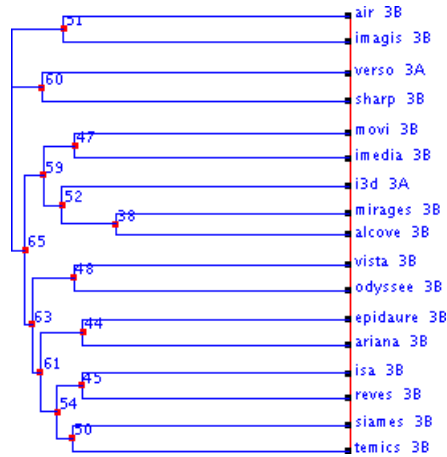 air 3B
51
imagis 3B
verso 3A
60
sharp 3B
movi 3B
47
imedia 3B
59
i3d 3A
52
mirages 3B
38
alcove 3B
65
vista 3B
48
odyssee 3B
epidaure 3B
63
44
ariana 3B
61
isa 3B
45
reves 3B
54
siames 3B
50
temics 3B